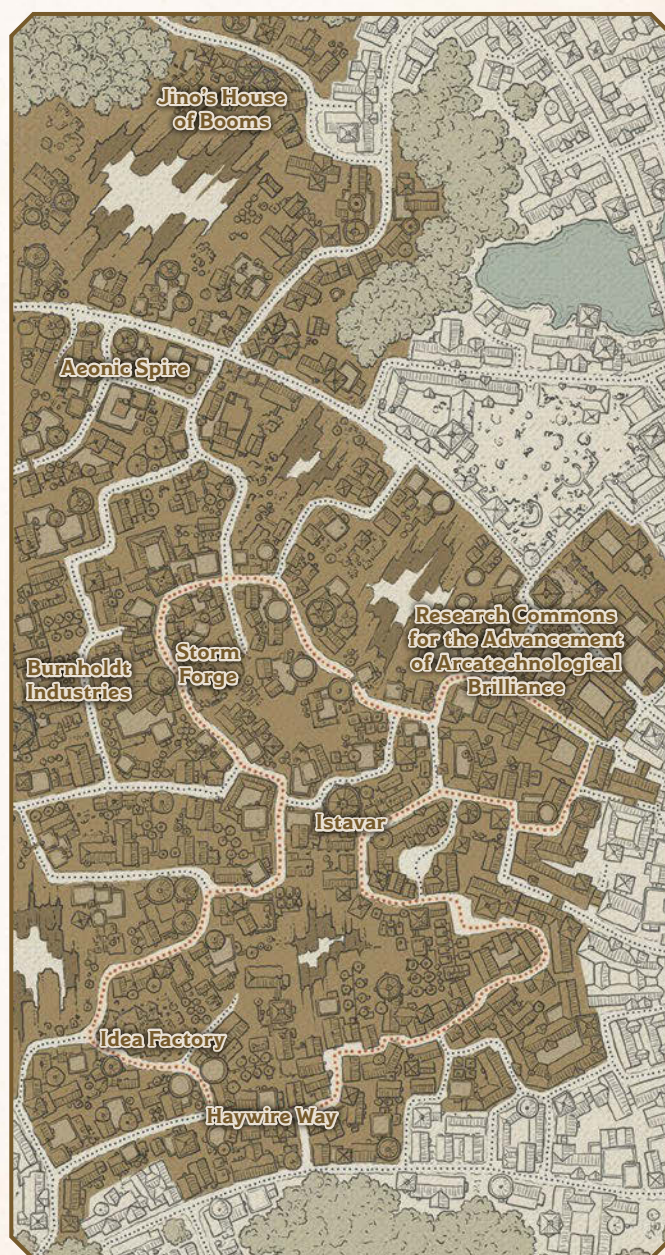 Jino's House
of Booms
Aeonic Spire
Research Commons
for the Advancement
of Arcatechnological
Brilliance
Storm
Forge
Burnholdt
Industries
Istavar
Idea Factory
Haywire Way